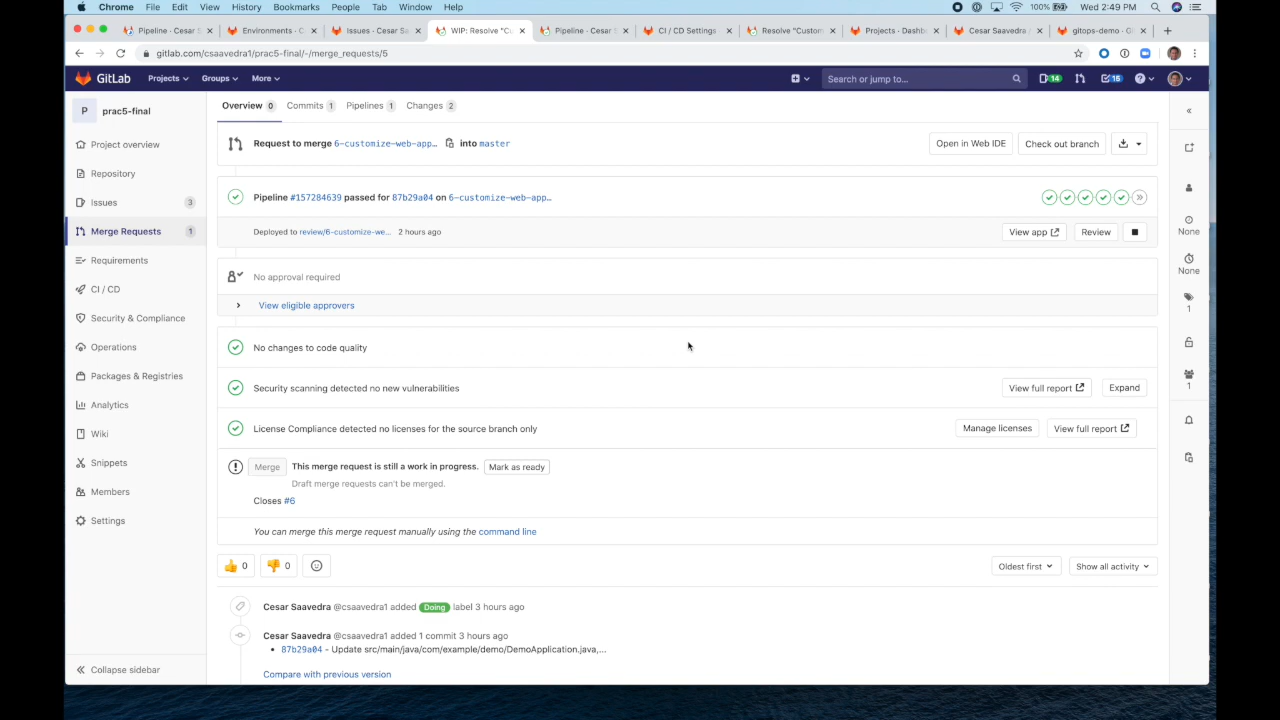 Chrome File Edit View History Bookmarks People Tab Window Help 100% Wed 2:49 PM
Pipeline · Cesar S × Environments · C × Issues · Cesar Sa × WIP: Resolve "Cu × Pipeline · Cesar S × CI / CD Settings × Resolve "Custom × Projects · Dashb × Cesar Saavedra / × gitops-demo · G ×
gitlab.com/csaavedra1/prac5-final/-/merge_requests/5
GitLab Projects Groups More Search or jump to... 14 16
P prac5-final
Project overview
Repository
Issues 3
Merge Requests 1
Requirements
CI / CD
Security & Compliance
Operations
Packages & Registries
Analytics
Wiki
Snippets
Members
Settings
Collapse sidebar
Overview 0 Commits 1 Pipelines 1 Changes 2
Request to merge 6-customize-web-app… into master Open in Web IDE Check out branch
Pipeline #157284639 passed for 87b29a04 on 6-customize-web-app…
Deployed to review/6-customize-we... 2 hours ago View app Review
No approval required
View eligible approvers
No changes to code quality
Security scanning detected no new vulnerabilities View full report Expand
License Compliance detected no licenses for the source branch only Manage licenses View full report
Merge This merge request is still a work in progress. Mark as ready
Draft merge requests can't be merged.
Closes #6
You can merge this merge request manually using the command line
0 0 Oldest first Show all activity
Cesar Saavedra @csaavedra1 added Doing label 3 hours ago
Cesar Saavedra @csaavedra1 added 1 commit 3 hours ago
87b29a04 - Update src/main/java/com/example/demo/DemoApplication.java,...
Compare with previous version
None
None
1
1